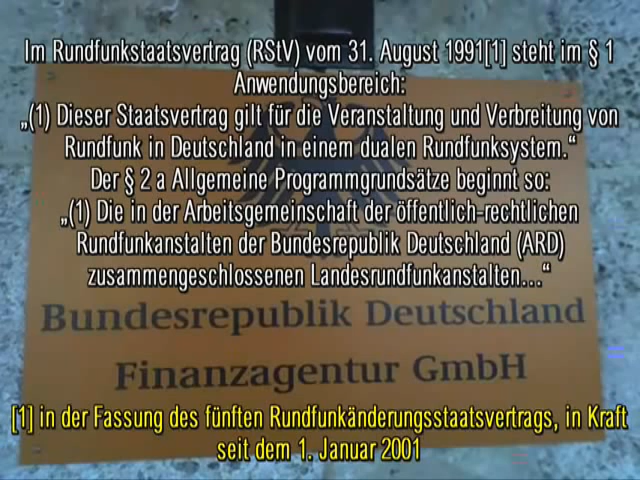 Im Rundfunkstaatsvertrag (RStV) vom 31. August 1991[1] steht im § 1
Anwendungsbereich:
„(1) Dieser Staatsvertrag gilt für die Veranstaltung und Verbreitung von
Rundfunk in Deutschland in einem dualen Rundfunksystem.“
Der § 2 a Allgemeine Programmgrundsätze beginnt so:
„(1) Die in der Arbeitsgemeinschaft der öffentlich-rechtlichen
Rundfunkanstalten der Bundesrepublik Deutschland (ARD)
zusammengeschlossenen Landesrundfunkanstalten...“
Bundesrepublik Deutschland
Finanzagentur GmbH
[1] in der Fassung des fünften Rundfunkänderungsstaatsvertrags, in Kraft
seit dem 1. Januar 2001